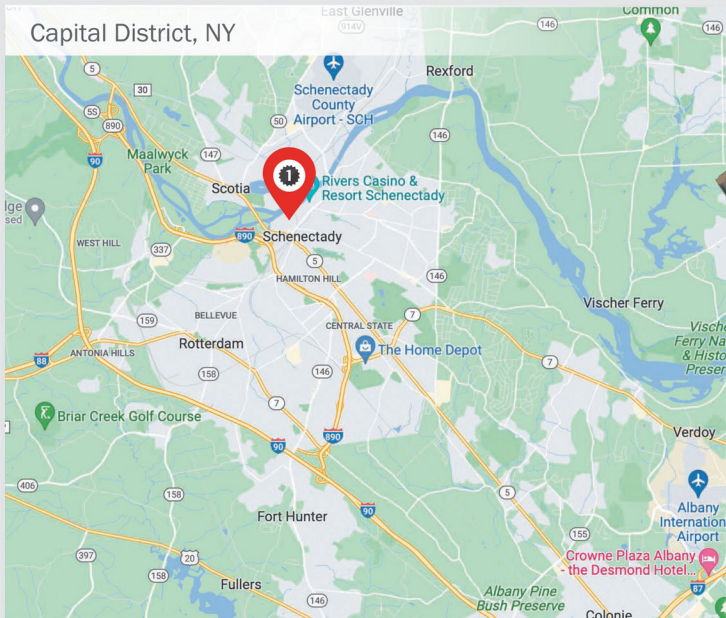 East Glenville
Common
Capital District, NY
914V
146
146
5
Rexford
30
Schenectady
County
Airport - SCH
5S
50
890
146
90
Maalwyck
Park
147
1
Scotia
Rivers Casino &
Resort Schenectady
WEST HILL
890
Schenectady
337
5
HAMILTON HILL
146
Vischer Ferry
BELLEVUE
7
159
CENTRAL STATE
Rotterdam
The Home Depot
ANTONIA HILLS
88
7
158
146
7
Briar Creek Golf Course
890
90
Verdoy
406
158
5
90
Albany
International
Airport
Fort Hunter
155
397
20
158
Crowne Plaza Albany
- the Desmond Hotel...
87
Fullers
146
Albany Pine
Bush Preserve
Colonie